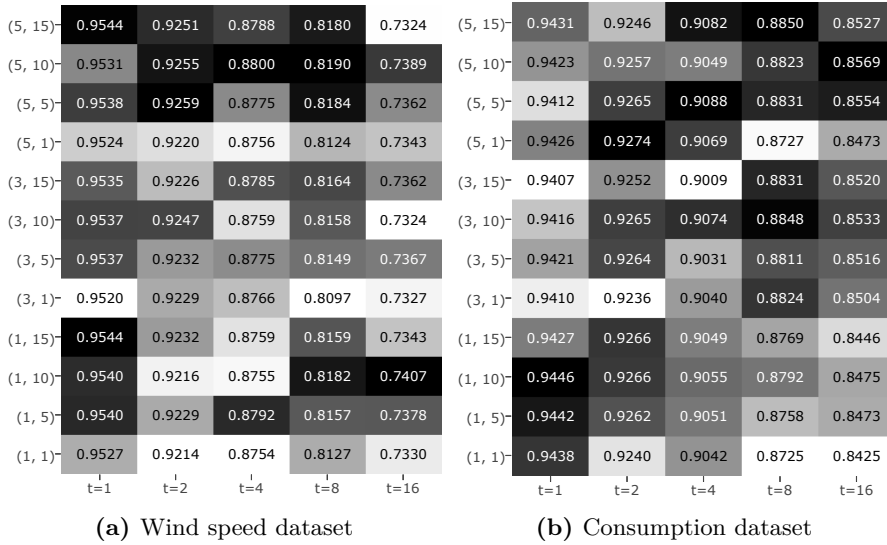 (5, 15) 0.9544 0.9251 0.8788 0.8180 0.7324
(5, 10) 0.9531 0.9255 0.8800 0.8190 0.7389
(5, 5) 0.9538 0.9259 0.8775 0.8184 0.7362
(5, 1) 0.9524 0.9220 0.8756 0.8124 0.7343
(3, 15) 0.9535 0.9226 0.8785 0.8164 0.7362
(3, 10) 0.9537 0.9247 0.8759 0.8158 0.7324
(3, 5) 0.9537 0.9232 0.8775 0.8149 0.7367
(3, 1) 0.9520 0.9229 0.8766 0.8097 0.7327
(1, 15) 0.9544 0.9232 0.8759 0.8159 0.7343
(1, 10) 0.9540 0.9216 0.8755 0.8182 0.7407
(1, 5) 0.9540 0.9229 0.8792 0.8157 0.7378
(1, 1) 0.9527 0.9214 0.8754 0.8127 0.7330
t=1 t=2 t=4 t=8 t=16
(a) Wind speed dataset
(5, 15) 0.9431 0.9246 0.9082 0.8850 0.8527
(5, 10) 0.9423 0.9257 0.9049 0.8823 0.8569
(5, 5) 0.9412 0.9265 0.9088 0.8831 0.8554
(5, 1) 0.9426 0.9274 0.9069 0.8727 0.8473
(3, 15) 0.9407 0.9252 0.9009 0.8831 0.8520
(3, 10) 0.9416 0.9265 0.9074 0.8848 0.8533
(3, 5) 0.9421 0.9264 0.9031 0.8811 0.8516
(3, 1) 0.9410 0.9236 0.9040 0.8824 0.8504
(1, 15) 0.9427 0.9266 0.9049 0.8769 0.8446
(1, 10) 0.9446 0.9266 0.9055 0.8792 0.8475
(1, 5) 0.9442 0.9262 0.9051 0.8758 0.8473
(1, 1) 0.9438 0.9240 0.9042 0.8725 0.8425
t=1 t=2 t=4 t=8 t=16
(b) Consumption dataset